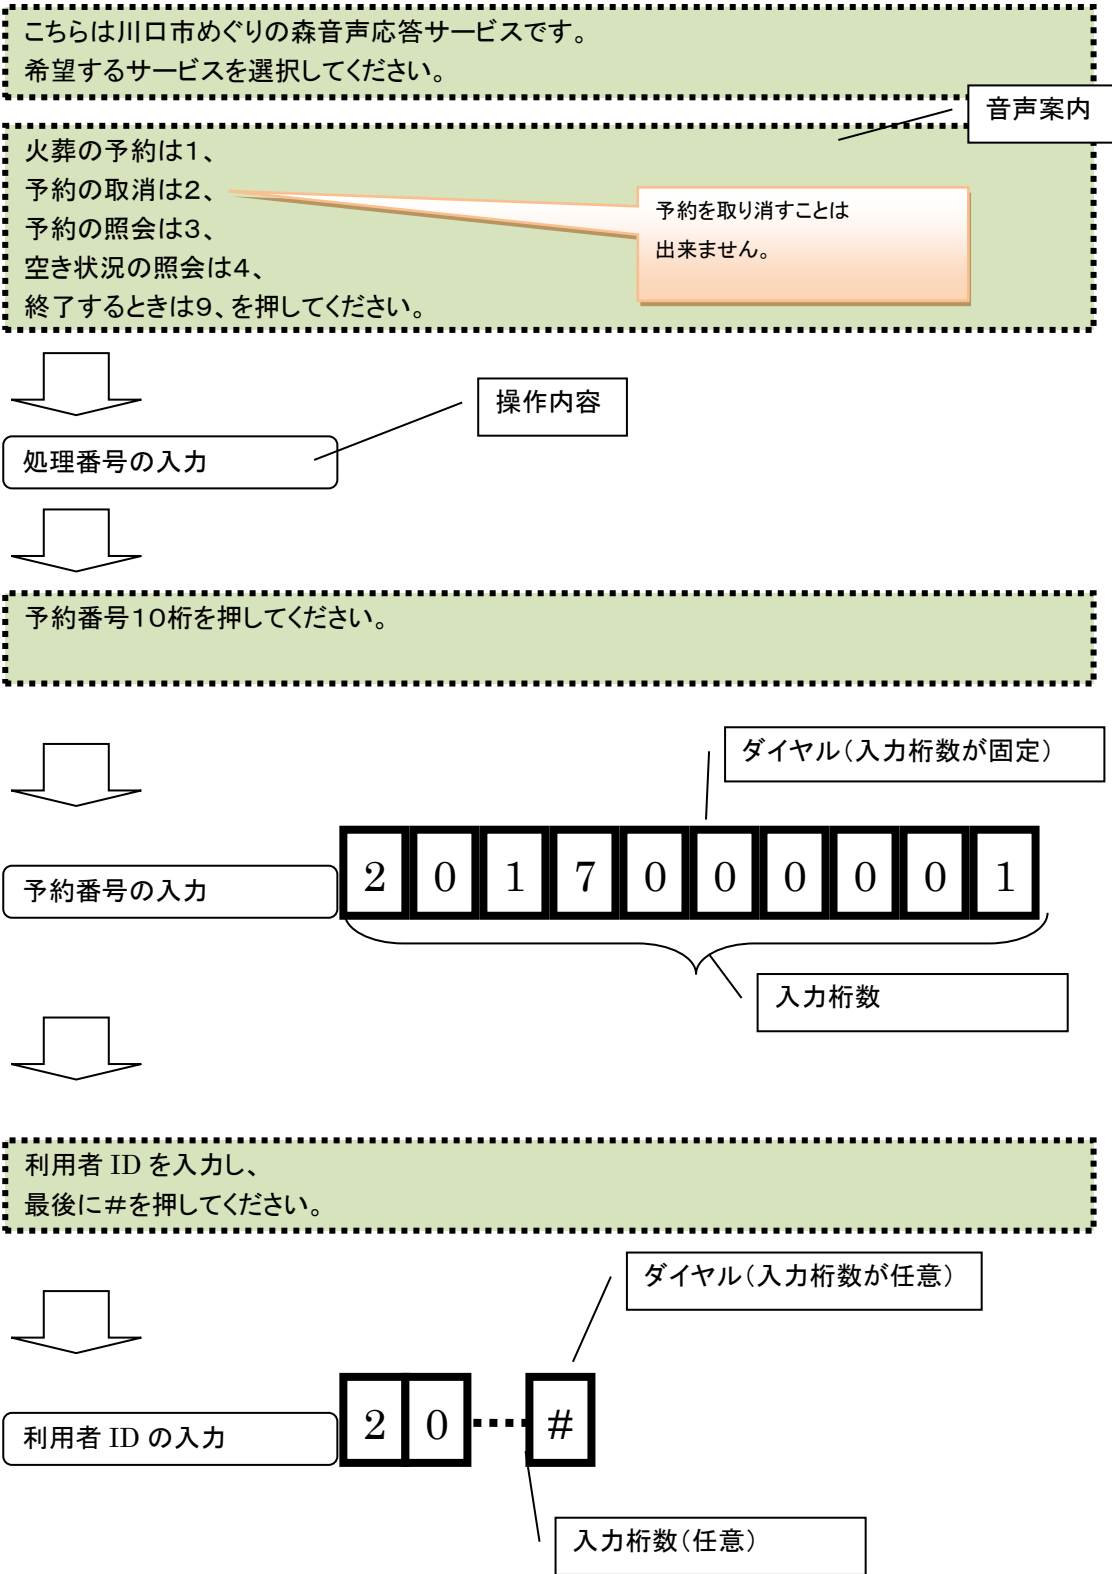 こちらは川口市めぐりの森音声応答サービスです。
希望するサービスを選択してください。
音声案内
火葬の予約は1、
予約の取消は2、
予約の照会は3、
空き状況の照会は4、
終了するときは9、を押してください。
予約を取り消すことは
出来ません。
操作内容
処理番号の入力
予約番号10桁を押してください。
ダイヤル(入力桁数が固定)
予約番号の入力
2 0 1 7 0 0 0 0 0 1
入力桁数
利用者 ID を入力し、
最後に#を押してください。
ダイヤル(入力桁数が任意)
利用者 ID の入力
2 0 ・・・・ #
入力桁数(任意)